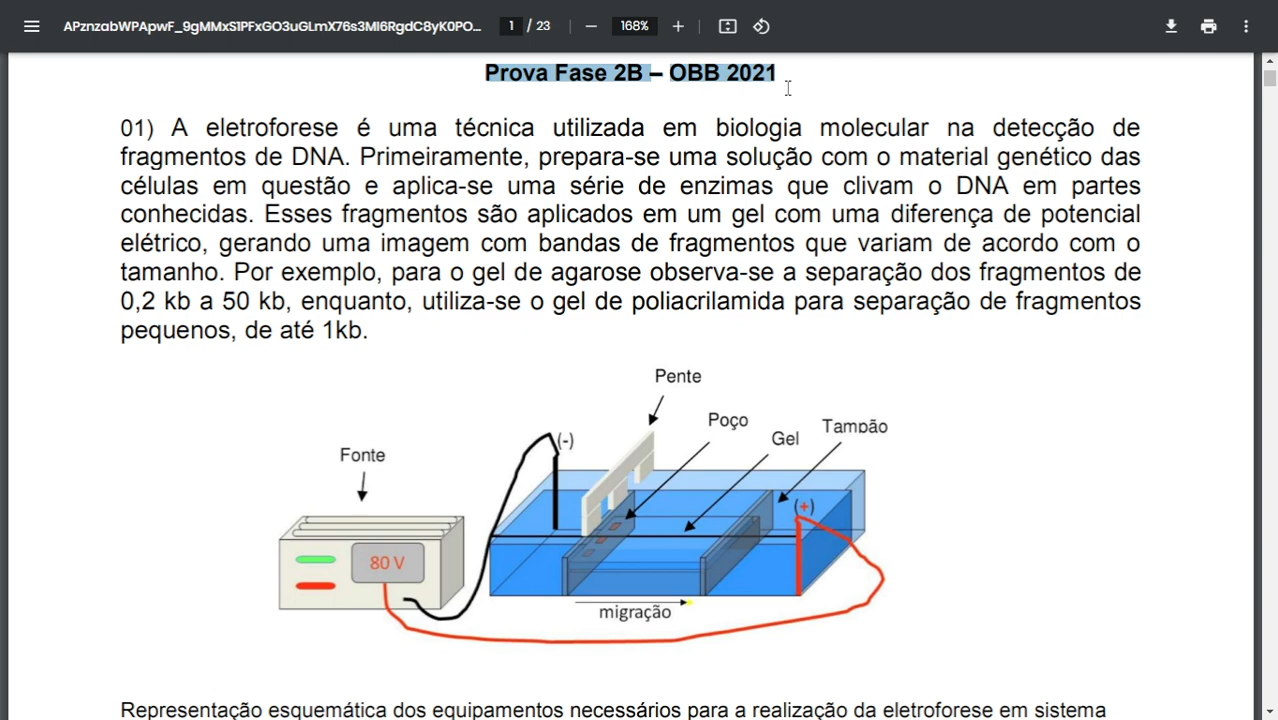 APznzabWPApwF_9gMMxS1PFxGO3uGLmX76s3MI6RgdC8yK0PO... 1 / 23 168%
Prova Fase 2B – OBB 2021
01) A eletroforese é uma técnica utilizada em biologia molecular na detecção de
fragmentos de DNA. Primeiramente, prepara-se uma solução com o material genético das
células em questão e aplica-se uma série de enzimas que clivam o DNA em partes
conhecidas. Esses fragmentos são aplicados em um gel com uma diferença de potencial
elétrico, gerando uma imagem com bandas de fragmentos que variam de acordo com o
tamanho. Por exemplo, para o gel de agarose observa-se a separação dos fragmentos de
0,2 kb a 50 kb, enquanto, utiliza-se o gel de poliacrilamida para separação de fragmentos
pequenos, de até 1kb.
Pente
Poço
Tampão
Gel
(-)
Fonte
(+)
80 V
migração
Representação esquemática dos equipamentos necessários para a realização da eletroforese em sistema